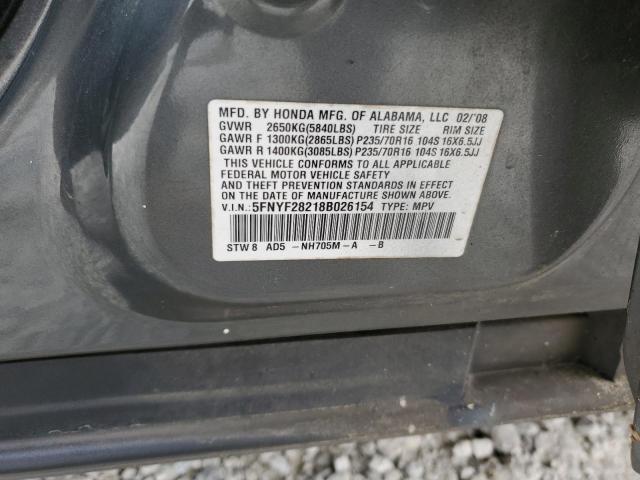 MFD. BY HONDA MFG. OF ALABAMA, LLC 02/'08
GVWR 2650KG(5840LBS) TIRE SIZE RIM SIZE
GAWR F 1300KG(2865LBS) P235/70R16 104S 16X6.5JJ
GAWR R 1400KG(3085LBS) P235/70R16 104S 16X6.5JJ
THIS VEHICLE CONFORMS TO ALL APPLICABLE
FEDERAL MOTOR VEHICLE SAFETY
AND THEFT PREVENTION STANDARDS IN EFFECT
ON THE DATE OF MANUFACTURE SHOWN ABOVE.
V.I.N.: 5FNYF28218B026154 TYPE: MPV
STW8 AD5 -NH705M-A -B